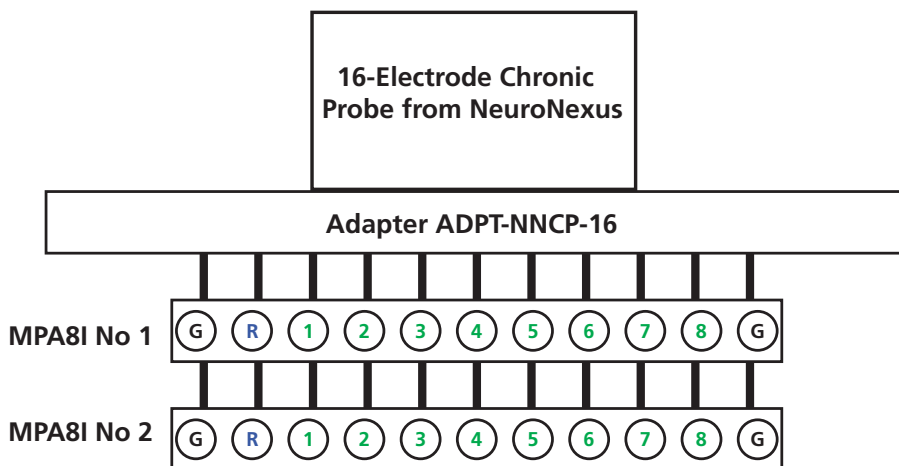 16-Electrode Chronic
Probe from NeuroNexus
Adapter ADPT-NNCP-16
MPA8I No 1 G R 1 2 3 4 5 6 7 8 G
MPA8I No 2 G R 1 2 3 4 5 6 7 8 G